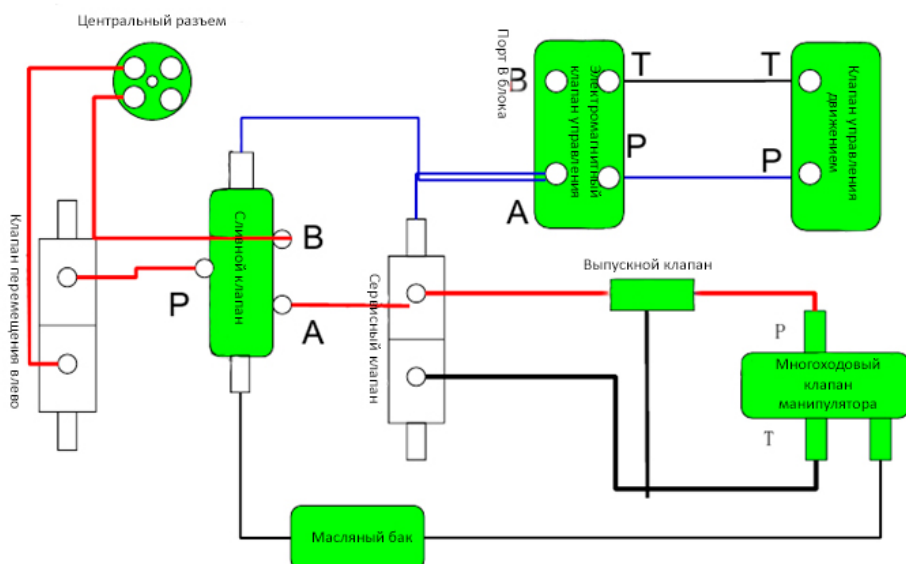 Центральный разъем
Клапан перемещения влево
Сливной клапан
B
P
A
Сервисный клапан
Порт B блока
B
A
Электромагнитный
клапан управления
T
P
T
P
Клапан управления
движением
Выпускной клапан
P
Многоходовый
клапан
манипулятора
T
Масляный бак